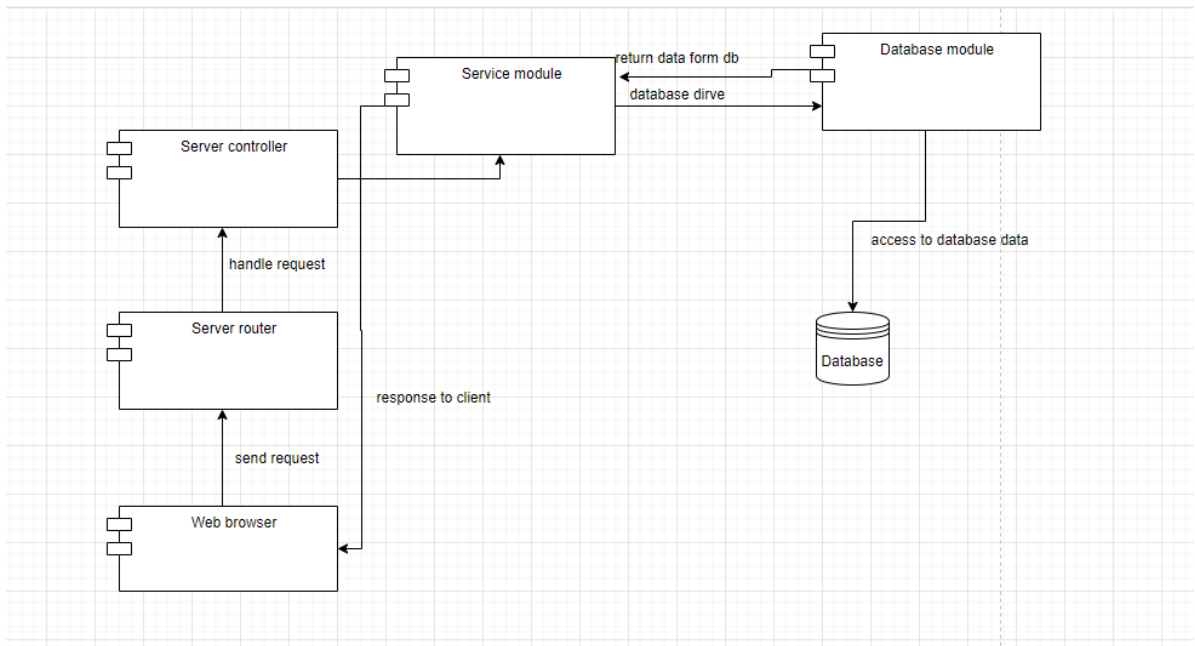 return data form db
Database module
Service module
database dirve
Server controller
access to database data
handle request
Server router
Database
response to client
send request
Web browser